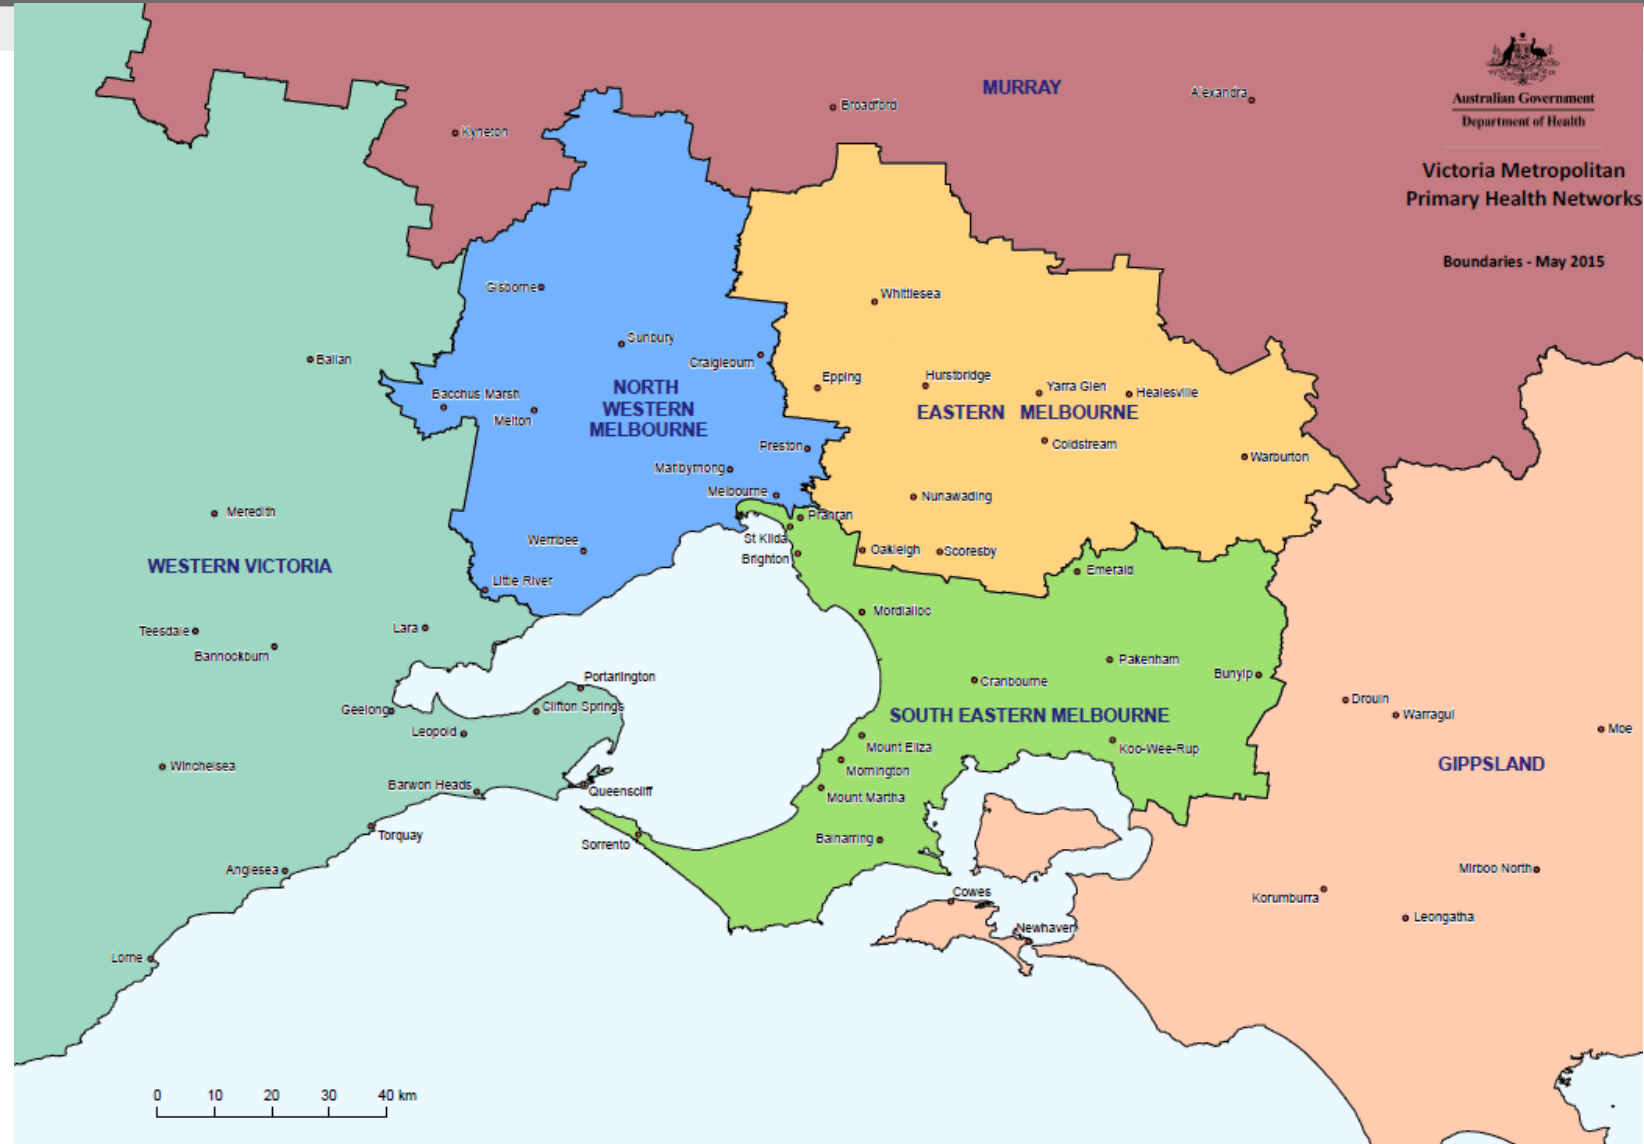 MURRAY
Broadford
Alexandra
Australian Government
Department of Health
Victoria Metropolitan
Primary Health Networks
Boundaries - May 2015
Kyneton
Gisborne
Whittlesea
Sunbury
Craigieburn
Ballan
Epping
Hurstbridge
Yarra Glen
Healesville
Bacchus Marsh
Melton
NORTH
WESTERN
MELBOURNE
EASTERN MELBOURNE
Coldstream
Preston
Warburton
Maribyrnong
Melbourne
Nunawading
Meredith
Prahran
St Kilda
Brighton
Werribee
Oakleigh
Scoresby
WESTERN VICTORIA
Little River
Emerald
Mordialloc
Teesdale
Lara
Bannockburn
Pakenham
Portarlington
Cranbourne
Bunyip
Geelong
Clifton Springs
Drouin
Warragul
SOUTH EASTERN MELBOURNE
Leopold
Moe
Mount Eliza
Koo-Wee-Rup
Winchelsea
Mornington
GIPPSLAND
Barwon Heads
Queenscliff
Mount Martha
Torquay
Sorrento
Balnarring
Anglesea
Mirboo North
Cowes
Korumburra
Leongatha
Newhaven
Lorne
0 10 20 30 40 km